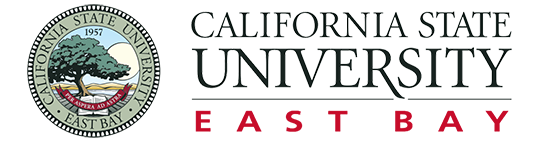 CALIFORNIA STATE UNIVERSITY
1957
PER ASPERA AD ASTRA
EAST BAY
CALIFORNIA STATE
UNIVERSITY
EAST BAY